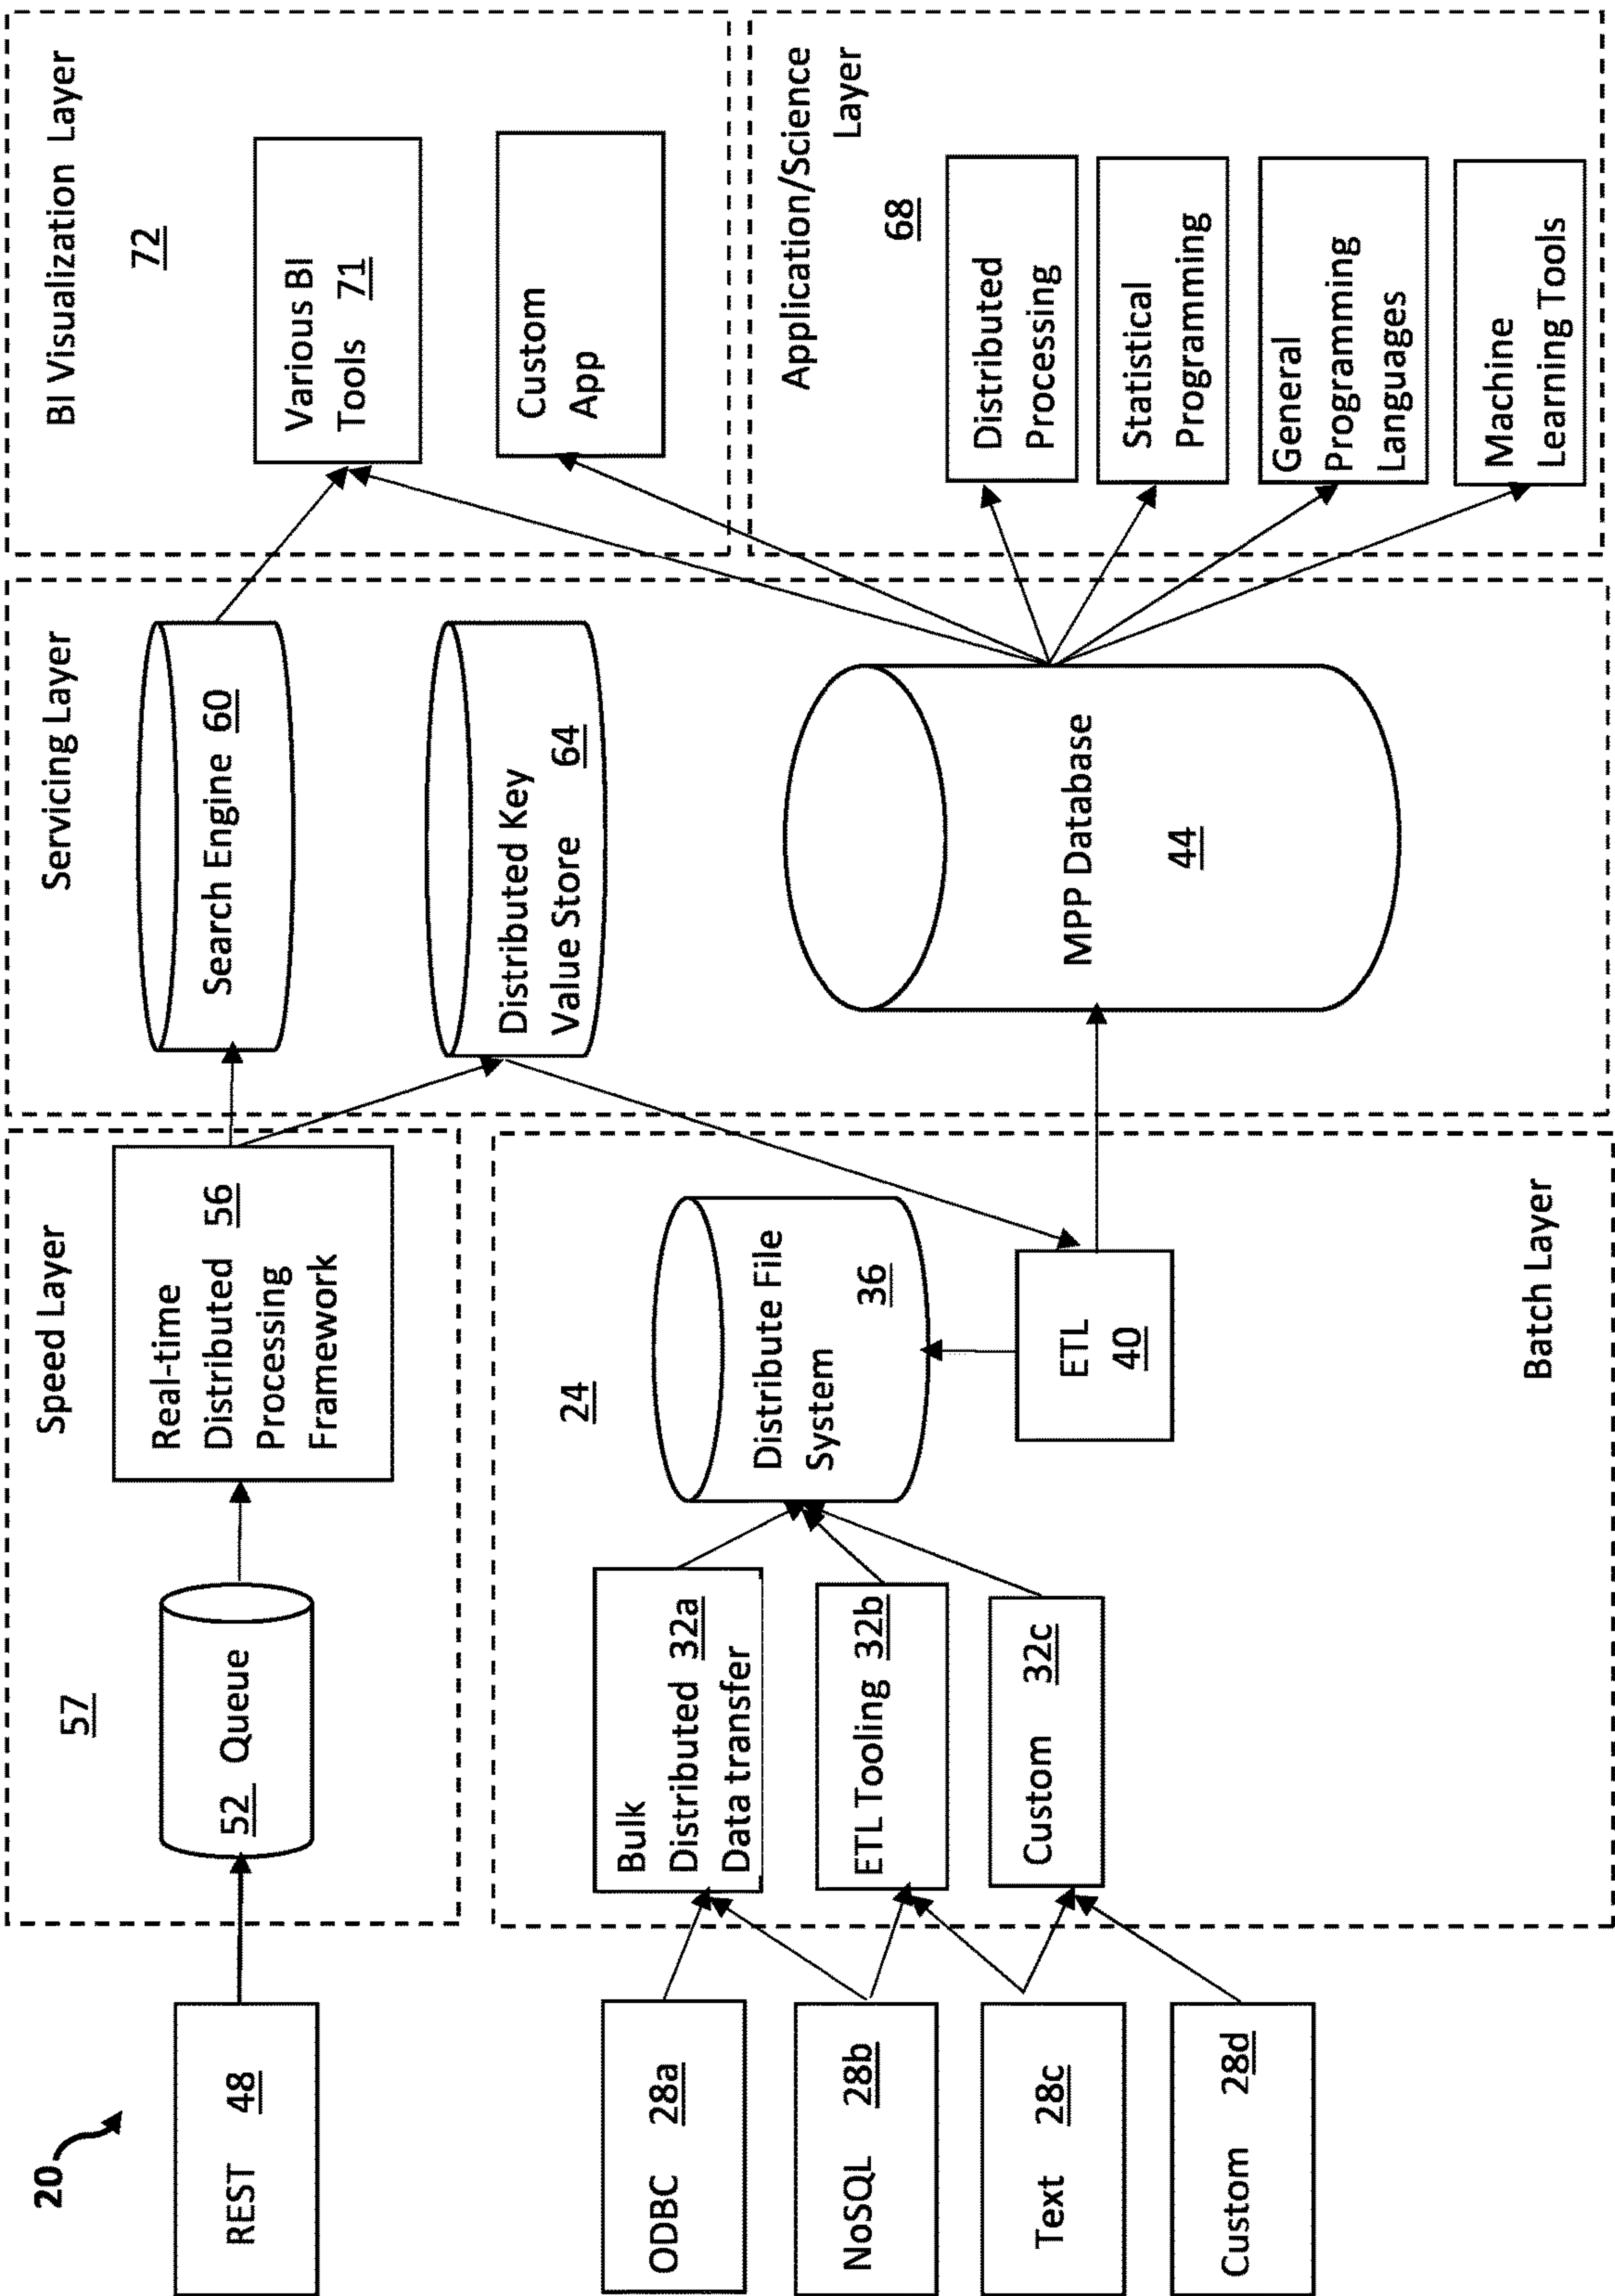 20
REST 48
57
Speed Layer
52 Queue
Real-time
Distributed 56
Processing
Framework
ODBC 28a
NoSQL 28b
Text 28c
Custom 28d
24
Bulk
Distributed 32a
Data transfer
ETL Tooling 32b
Custom 32c
Distribute File
System 36
ETL
40
Batch Layer
Servicing Layer
Search Engine 60
Distributed Key
Value Store 64
MPP Database
44
BI Visualization Layer
72
Various BI
Tools 71
Custom
App
Application/Science
Layer
68
Distributed
Processing
Statistical
Programming
General
Programming
Languages
Machine
Learning Tools